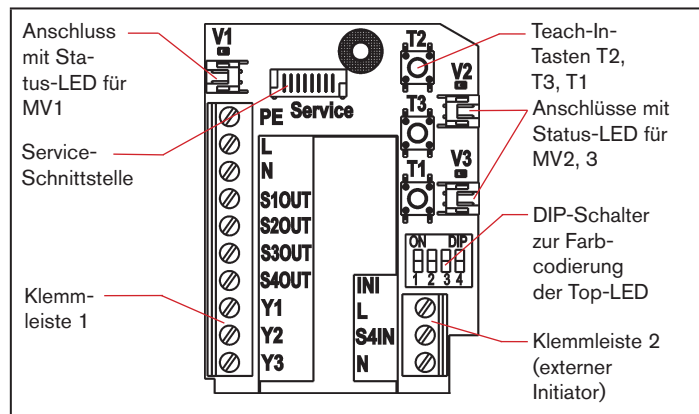 Anschluss
mit Sta-
tus-LED für
MV1
Service-
Schnittstelle
Klemm-
leiste 1
V1
Service
PE
L
N
S1OUT
S2OUT
S3OUT
S4OUT
Y1
Y2
Y3
T2
V2
T3
V3
T1
ON DIP
1 2 3 4
INI
L
S4IN
N
Teach-In-
Tasten T2,
T3, T1
Anschlüsse mit
Status-LED für
MV2, 3
DIP-Schalter
zur Farb-
codierung
der Top-LED
Klemmleiste 2
(externer
Initiator)